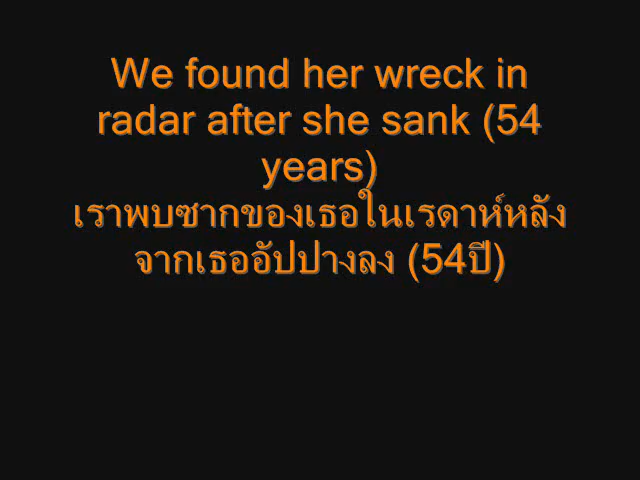 We found her wreck in
radar after she sank (54
years)
เราพบซากของเธอในเรดาห์หลัง
จากเธออัปปางลง (54ปี)